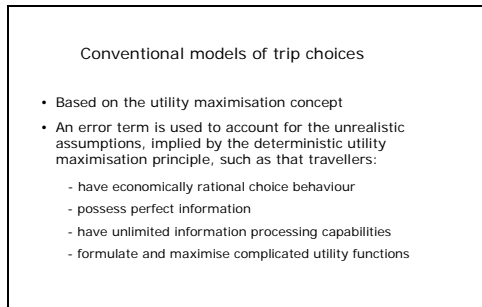 Conventional models of trip choices
• Based on the utility maximisation concept
• An error term is used to account for the unrealistic
assumptions, implied by the deterministic utility
maximisation principle, such as that travellers:
- have economically rational choice behaviour
- possess perfect information
- have unlimited information processing capabilities
- formulate and maximise complicated utility functions